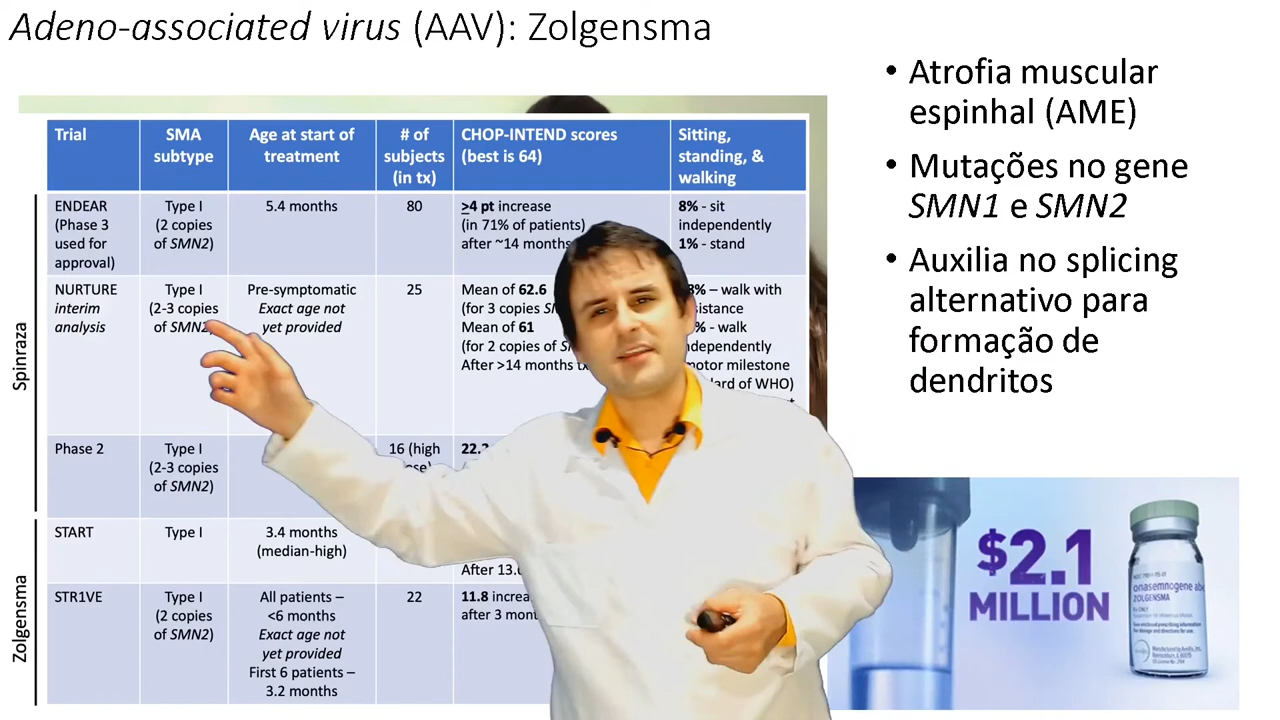 Adeno-associated virus (AAV): Zolgensma
Trial
SMA
subtype
Age at start of
treatment
# of
subjects
(in tx)
CHOP-INTEND scores
(best is 64)
Sitting,
standing, &
walking
Spinraza
ENDEAR
(Phase 3
used for
approval)
Type I
(2 copies
of SMN2)
5.4 months
80
>4 pt increase
(in 71% of patients)
after ~14 months
8% - sit
independently
1% - stand
NURTURE
interim
analysis
Type I
(2-3 copies
of SMN2
Pre-symptomatic
Exact age not
yet provided
25
Mean of 62.6
(for 3 copies
Mean of 61
(for 2 copies of
After >14 months
– walk with
- walk
motor milestone
of WHO)
Phase 2
Type I
(2-3 copies
of SMN2)
16 (high
Zolgensma
START
Type I
3.4 months
(median-high)
After
STR1VE
Type I
(2 copies
of SMN2)
All patients –
<6 months
Exact age not
yet provided
First 6 patients –
3.2 months
22
11.8
after 3
• Atrofia muscular
espinhal (AME)
• Mutações no gene
SMN1 e SMN2
• Auxilia no splicing
alternativo para
formação de
dendritos
$2.1
MILLION
onasemnogene
ZOLGENSMA